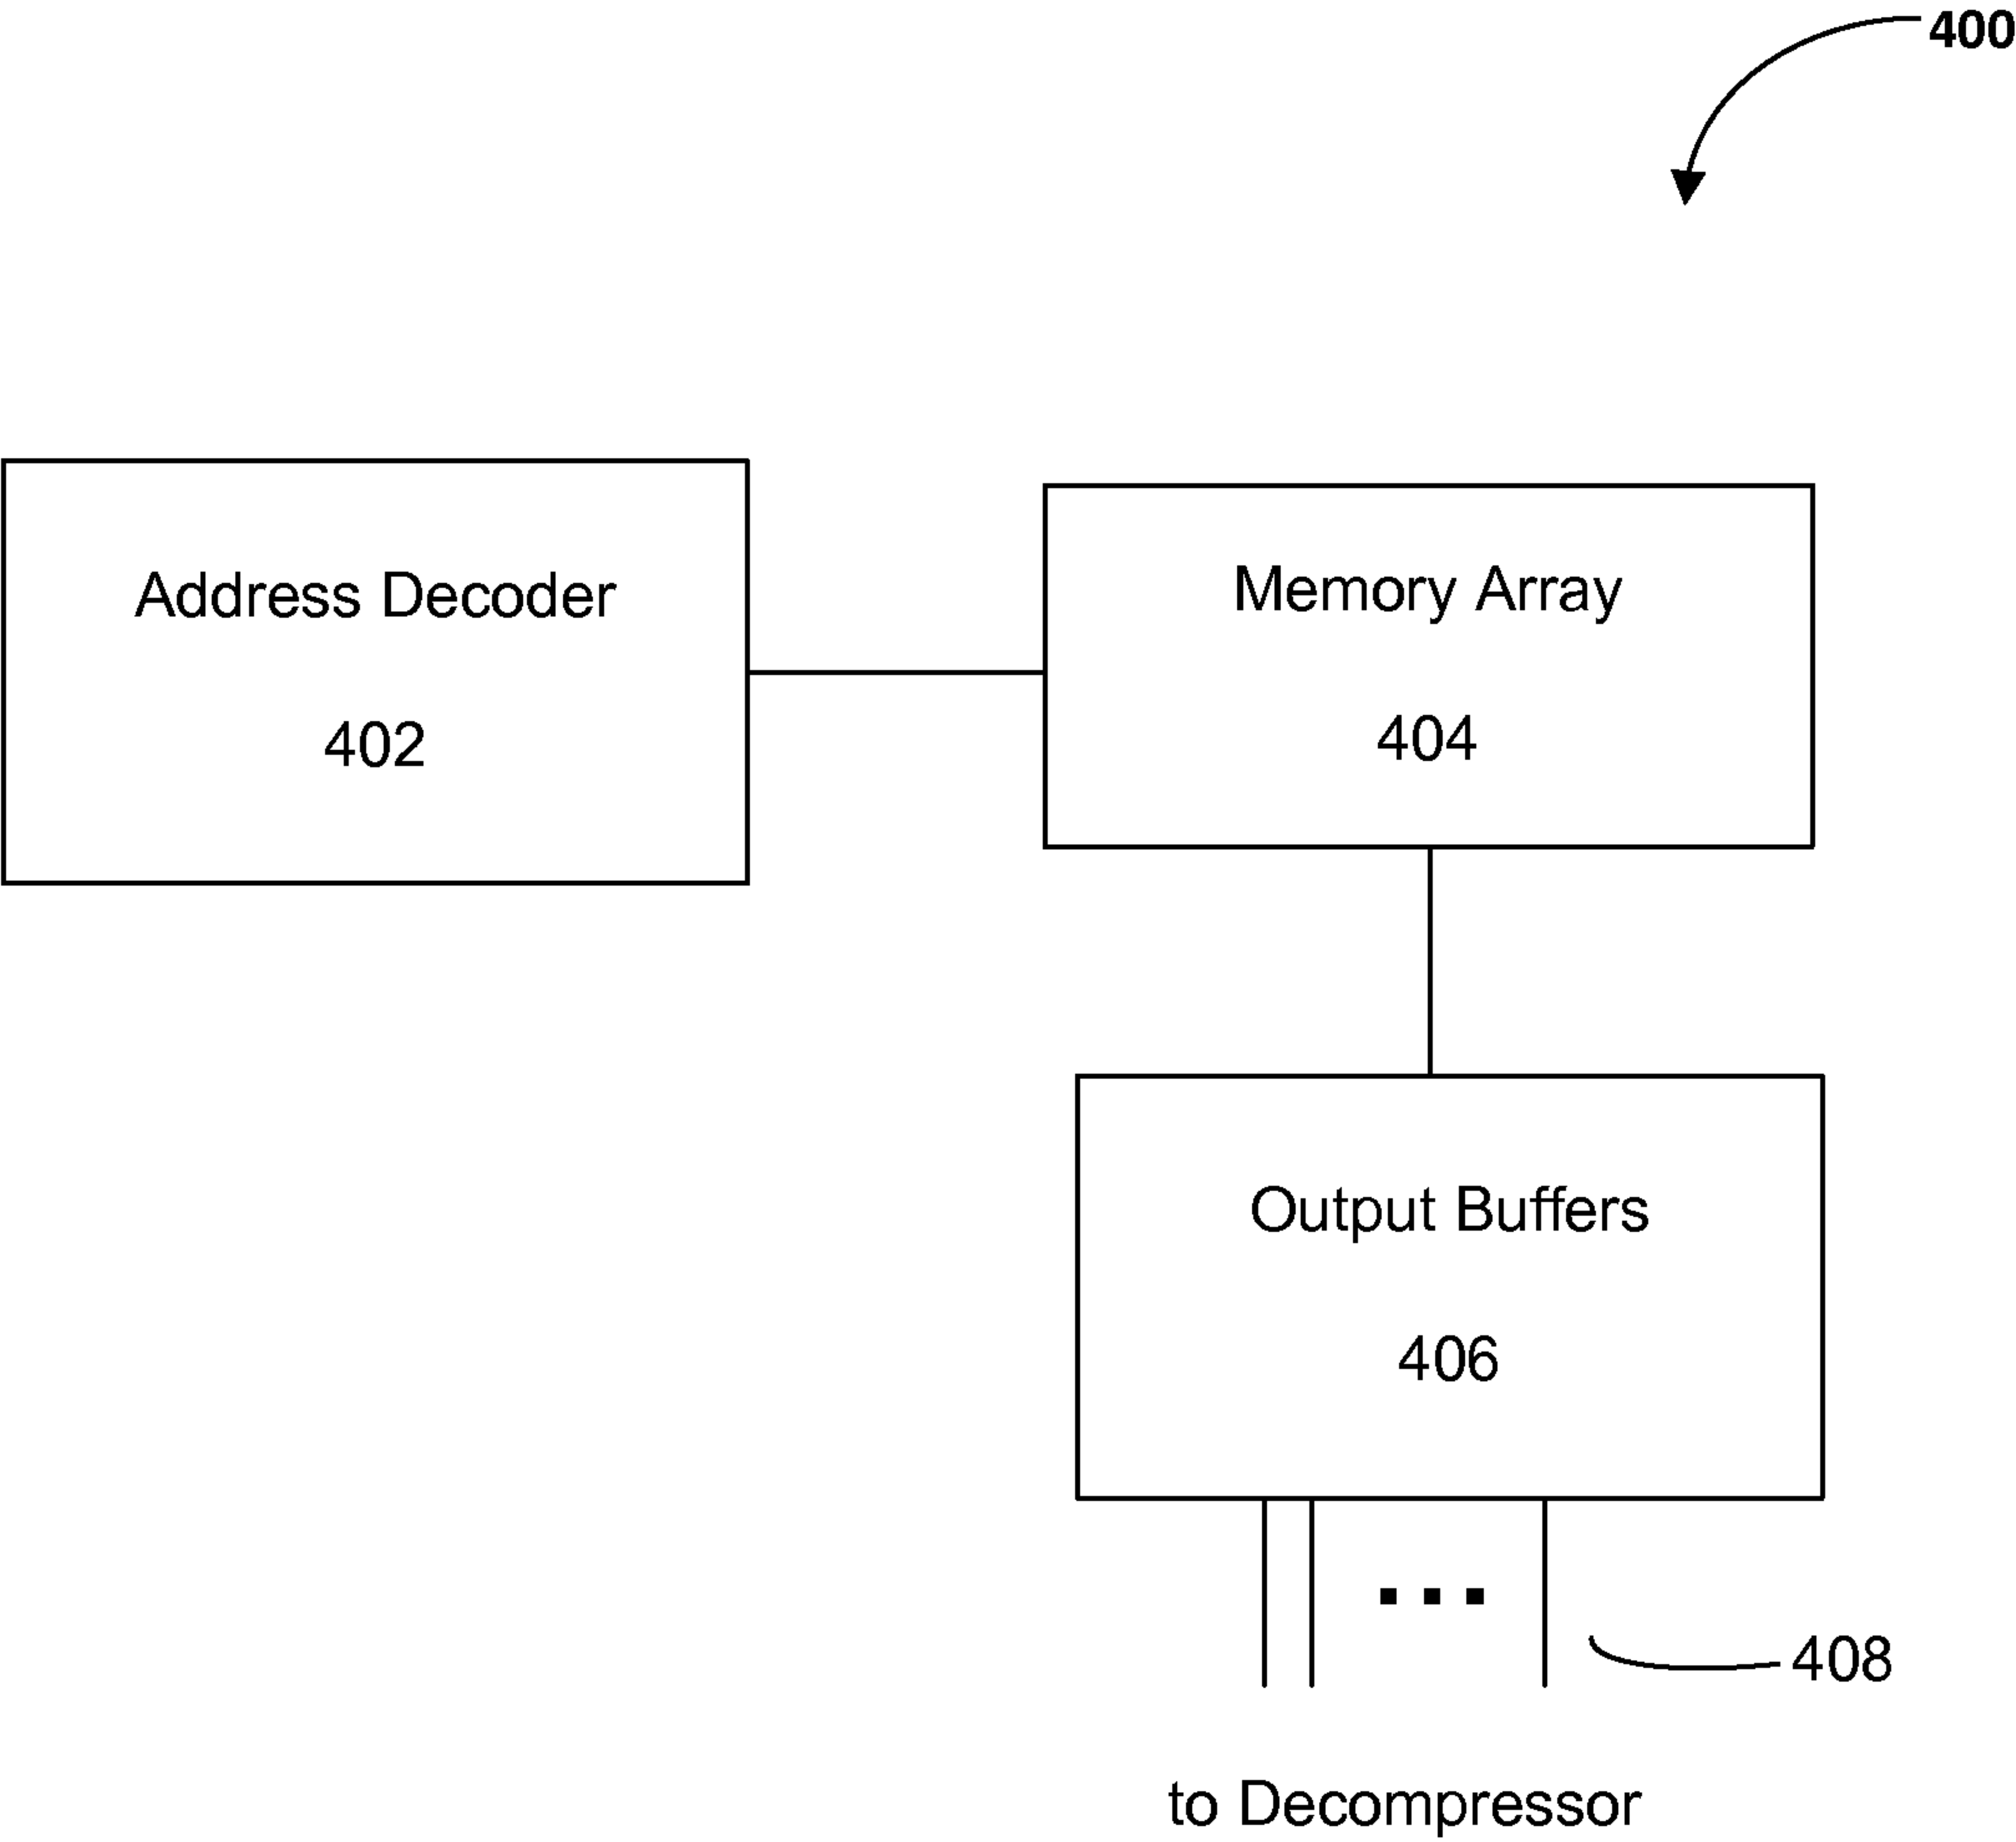 400
Address Decoder
402
Memory Array
404
Output Buffers
406
408
to Decompressor